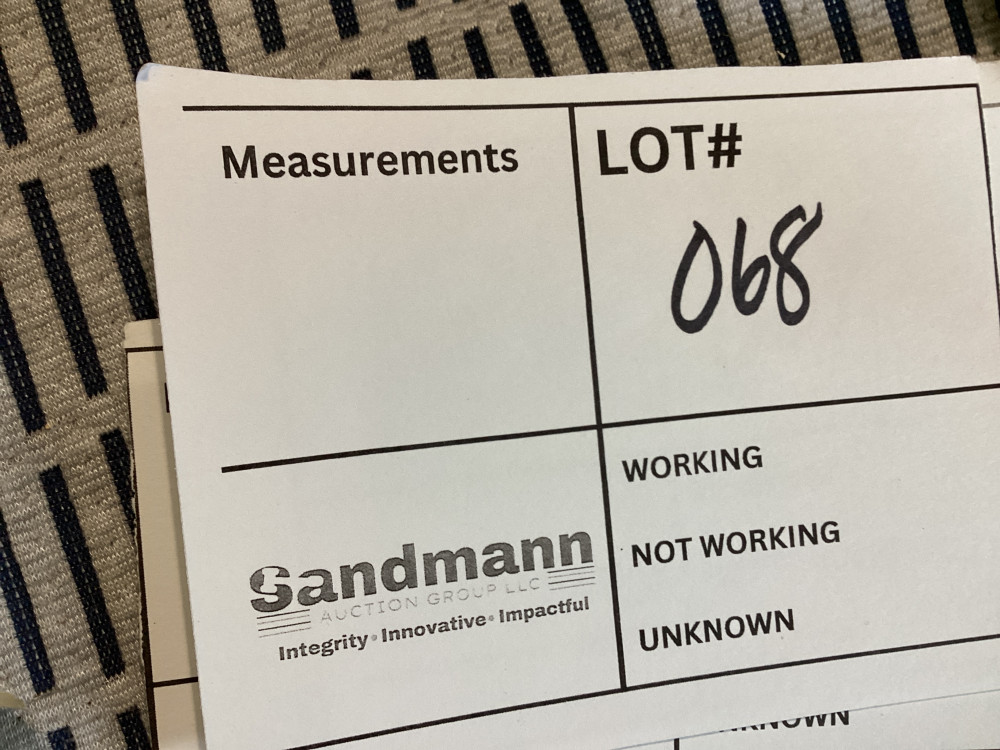 Measurements
LOT#
068
WORKING
NOT WORKING
UNKNOWN
Sandmann
AUCTION GROUP LLC
Integrity • Innovative • Impactful